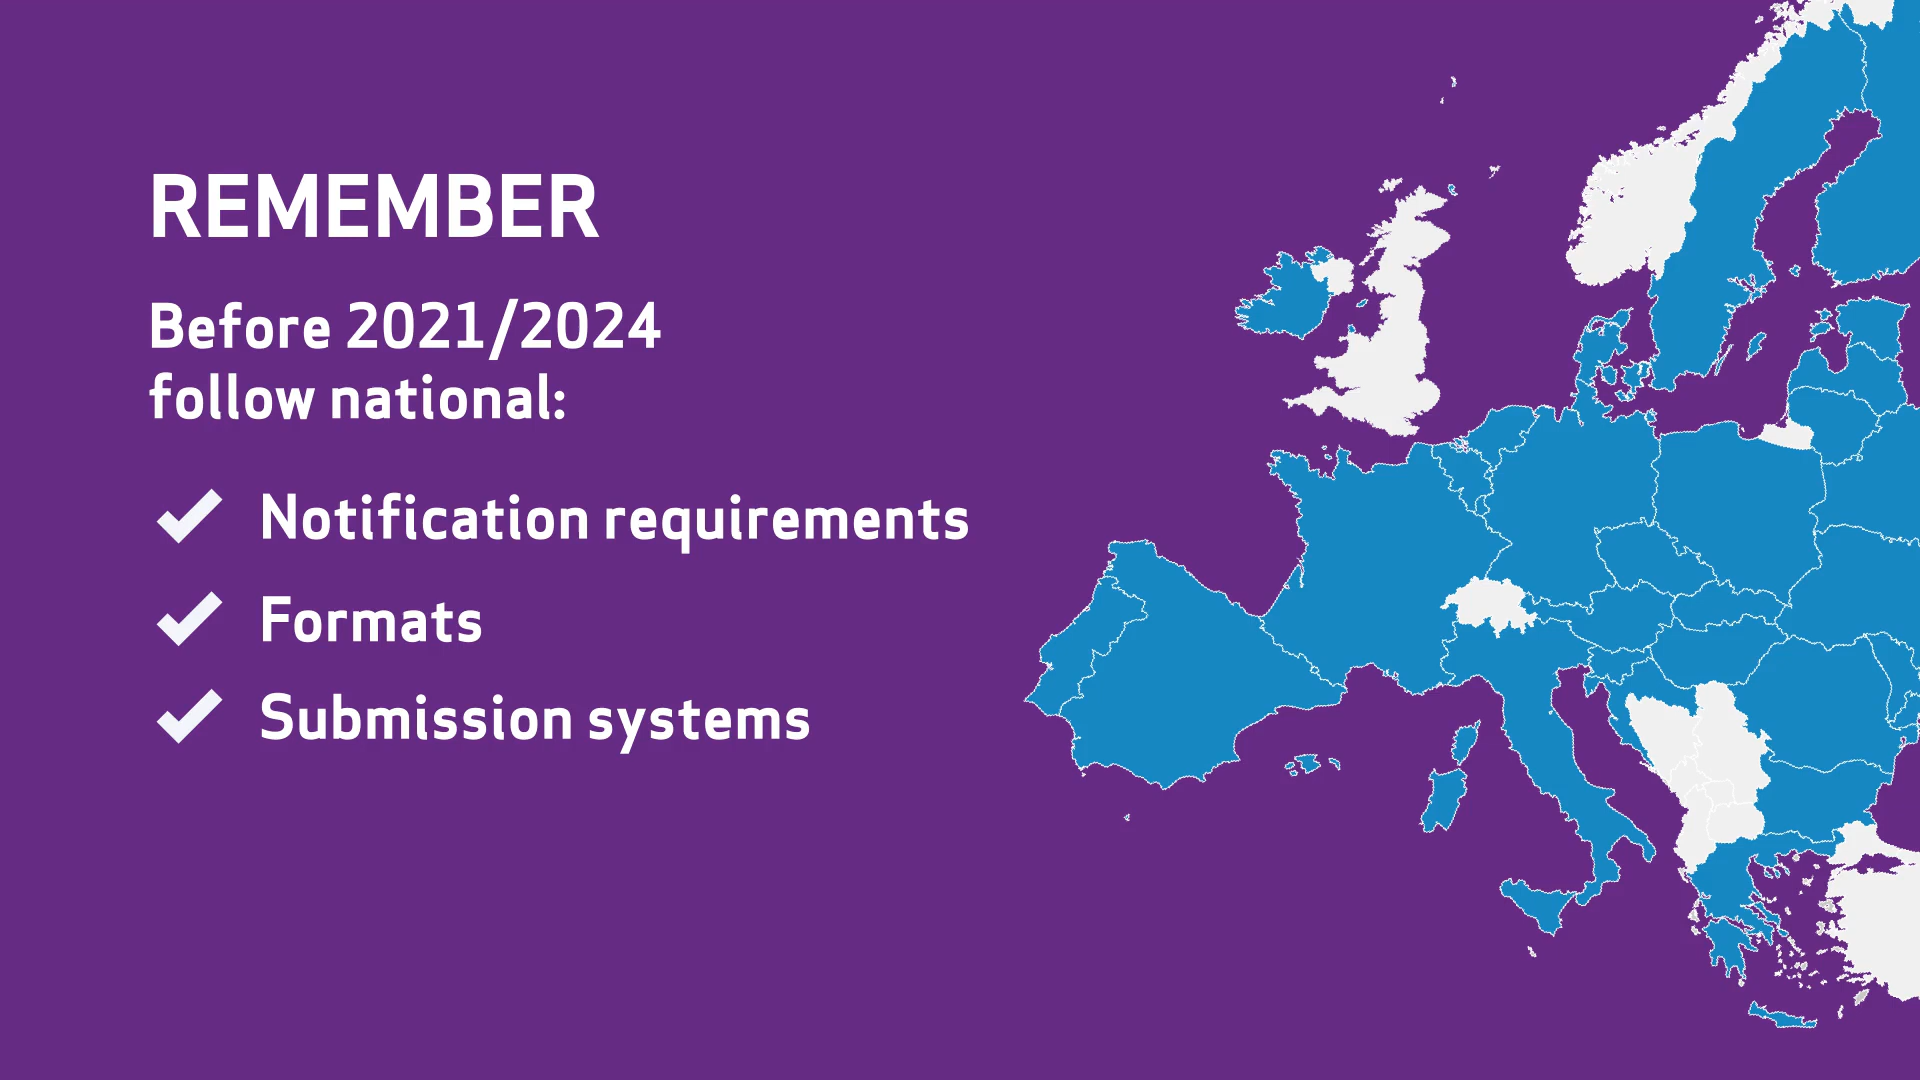 REMEMBER
Before 2021/2024
follow national:
Notification requirements
Formats
Submission systems